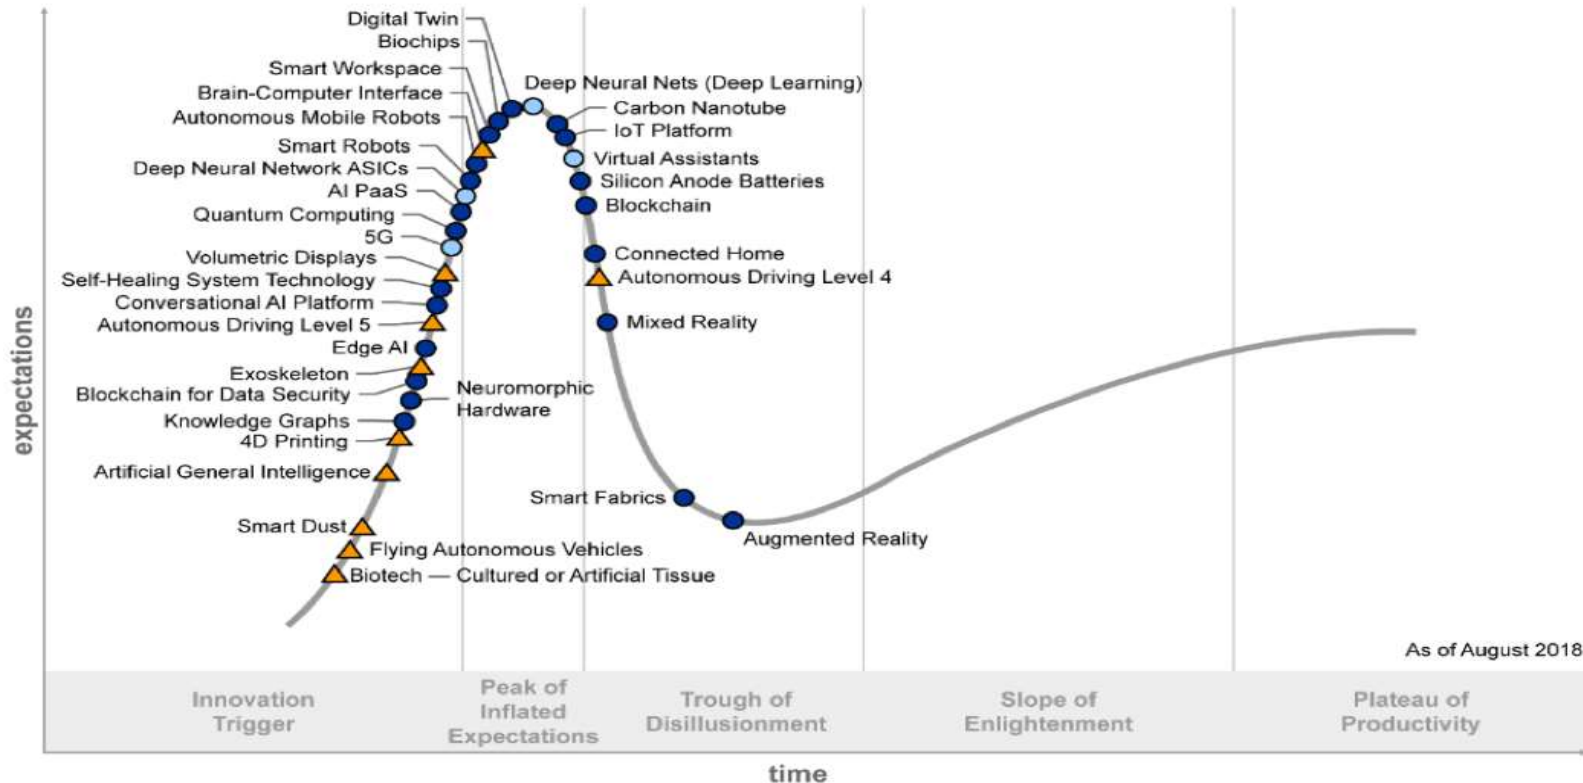 Digital Twin
Biochips
Smart Workspace
Brain-Computer Interface
Autonomous Mobile Robots
Smart Robots
Deep Neural Network ASICs
AI PaaS
Quantum Computing
5G
Volumetric Displays
Self-Healing System Technology
Conversational AI Platform
Autonomous Driving Level 5
Edge AI
Exoskeleton
Blockchain for Data Security
Neuromorphic
Hardware
Knowledge Graphs
4D Printing
Artificial General Intelligence
Smart Dust
Flying Autonomous Vehicles
Biotech — Cultured or Artificial Tissue
Deep Neural Nets (Deep Learning)
Carbon Nanotube
IoT Platform
Virtual Assistants
Silicon Anode Batteries
Blockchain
Connected Home
Autonomous Driving Level 4
Mixed Reality
Smart Fabrics
Augmented Reality
As of August 2018
expectations
Innovation
Trigger
Peak of
Inflated
Expectations
Trough of
Disillusionment
Slope of
Enlightenment
Plateau of
Productivity
time